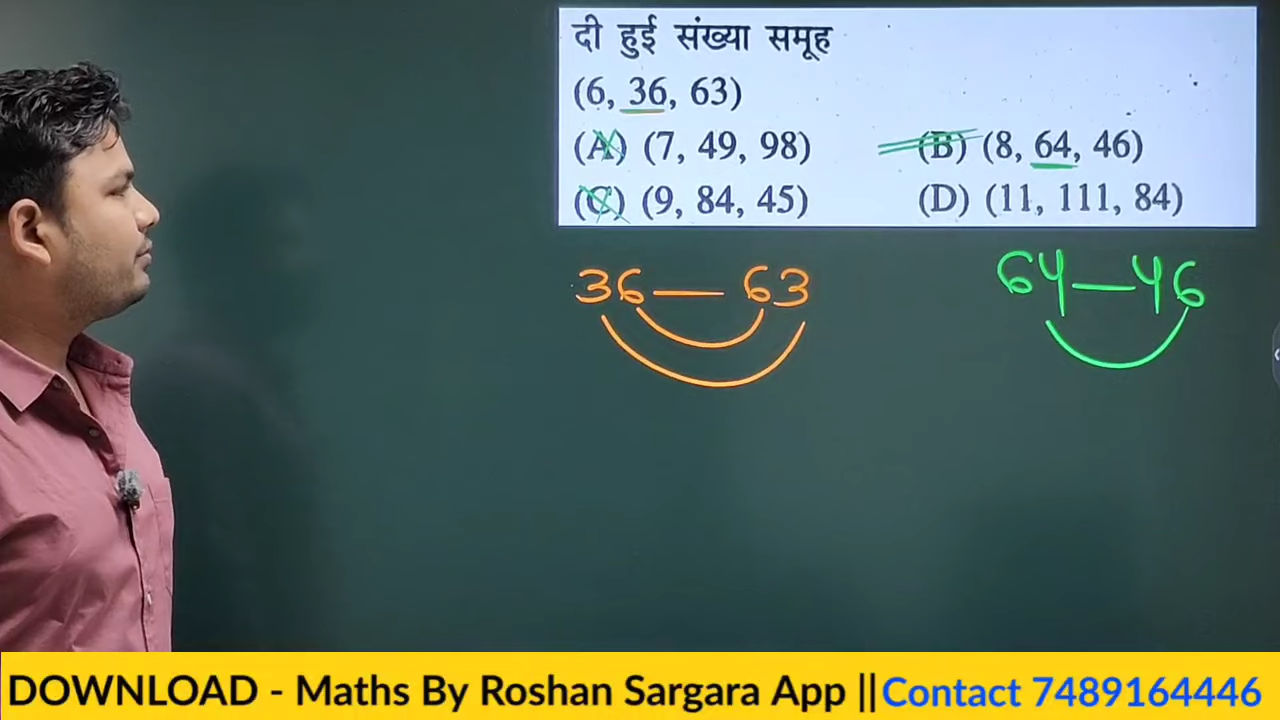 दी हुई संख्या समूह
(6, 36, 63)
(A) (7, 49, 98) (B) (8, 64, 46)
(C) (9, 84, 45) (D) (11, 111, 84)
36 — 63 64 — 46
DOWNLOAD - Maths By Roshan Sargara App || Contact 7489164446